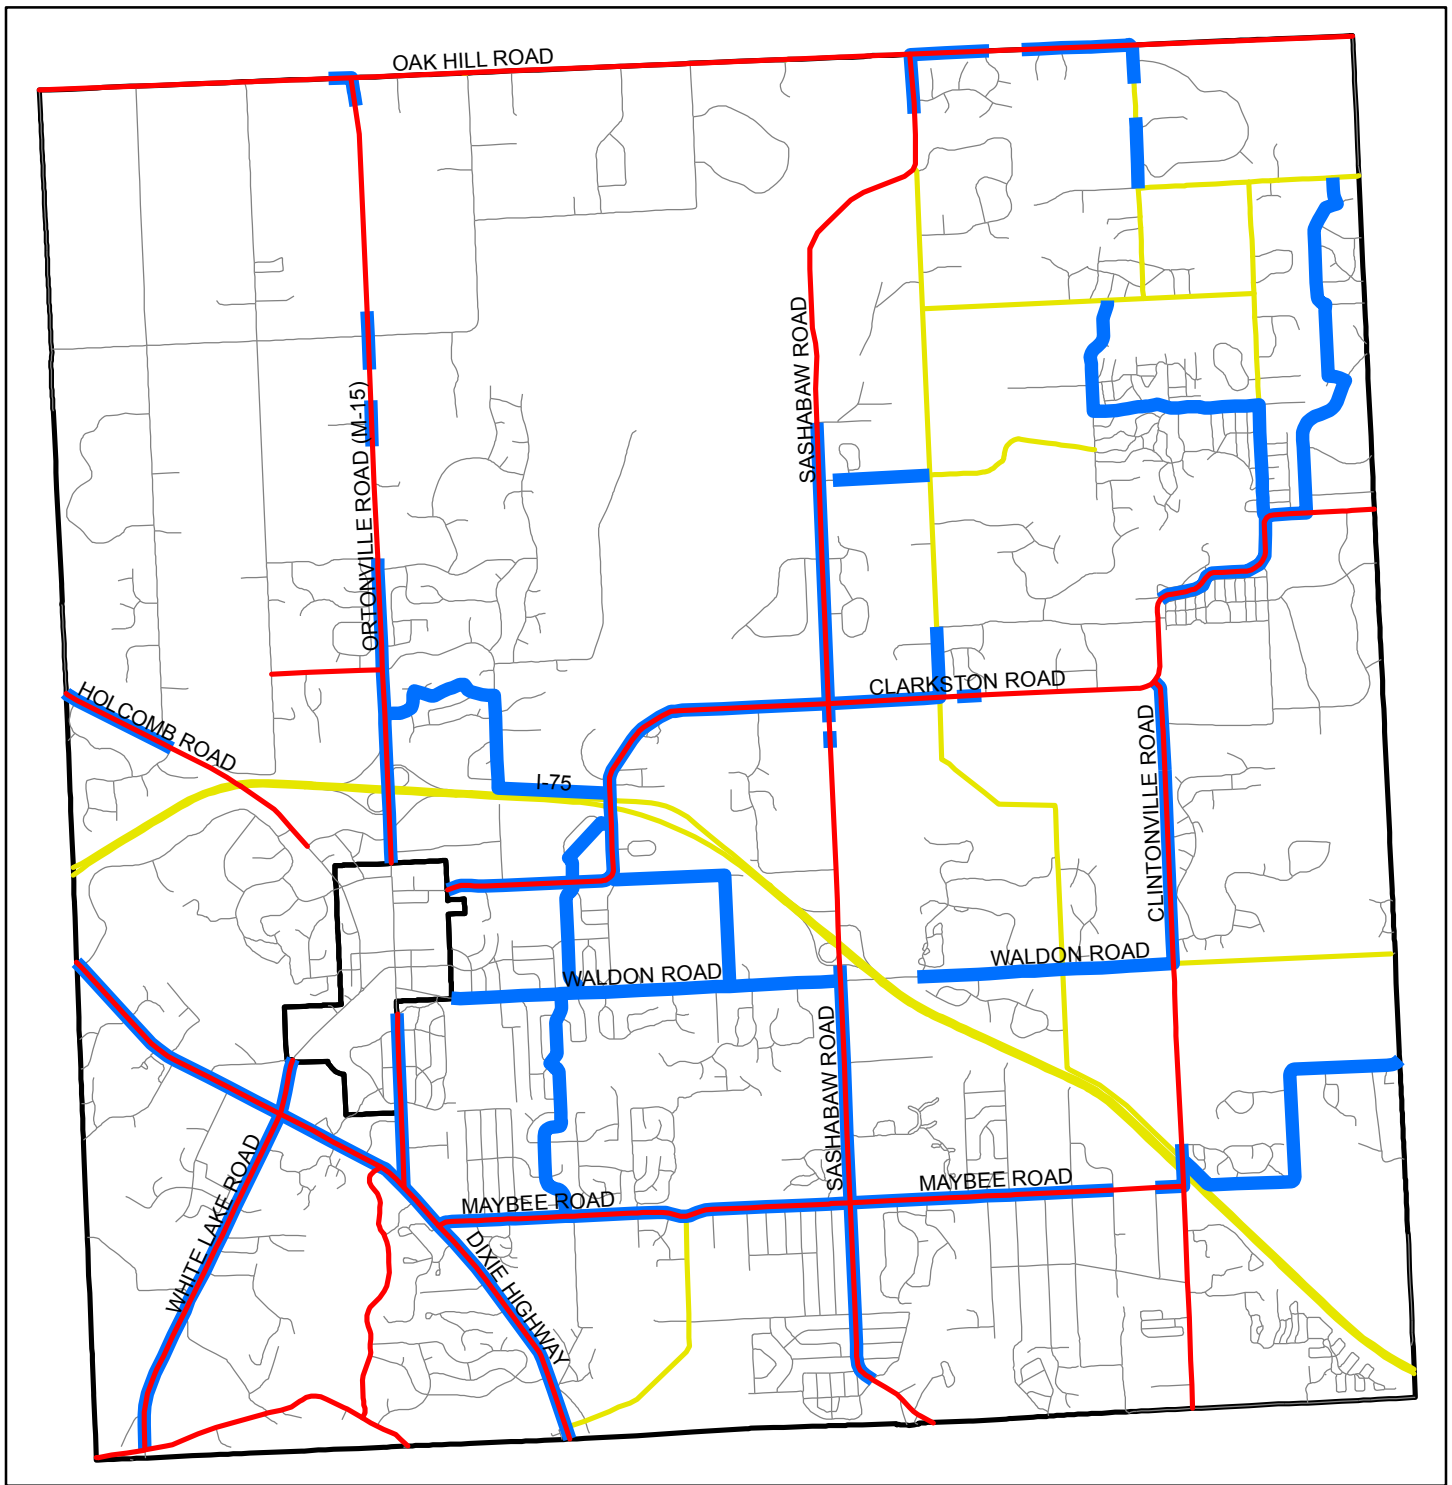 OAK HILL ROAD
SASHABAW ROAD
ORTONVILLE ROAD (M-15)
HOLCOMB ROAD
CLARKSTON ROAD
I-75
CLINTONVILLE ROAD
WALDON ROAD
WALDON ROAD
SASHABAW ROAD
WHITE LAKE ROAD
MAYBEE ROAD
MAYBEE ROAD
DIXIE HIGHWAY